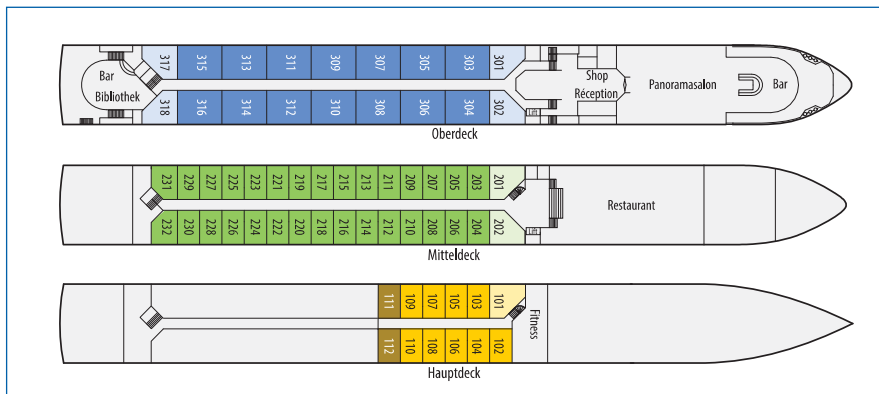 317 315 313 311 309 307 305 303 301
Bar
Bibliothek
Shop
Réception
Panoramasalon
Bar
318 316 314 312 310 308 306 304 302
Oberdeck
231 229 227 225 223 221 219 217 215 213 211 209 207 205 203 201
Restaurant
232 230 228 226 224 222 220 218 216 214 212 210 208 206 204 202
Mitteldeck
111 109 107 105 103 101
Fitness
112 110 108 106 104 102
Hauptdeck